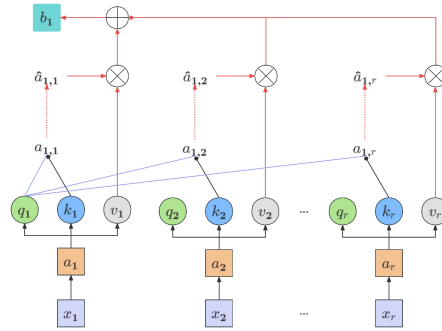 b₁
â₁,₁ â₁,₂ â₁,ᵣ
a₁,₁ a₁,₂ a₁,ᵣ
q₁ k₁ v₁ q₂ k₂ v₂ ... qᵣ kᵣ vᵣ
a₁ a₂ aᵣ
x₁ x₂ ... xᵣ